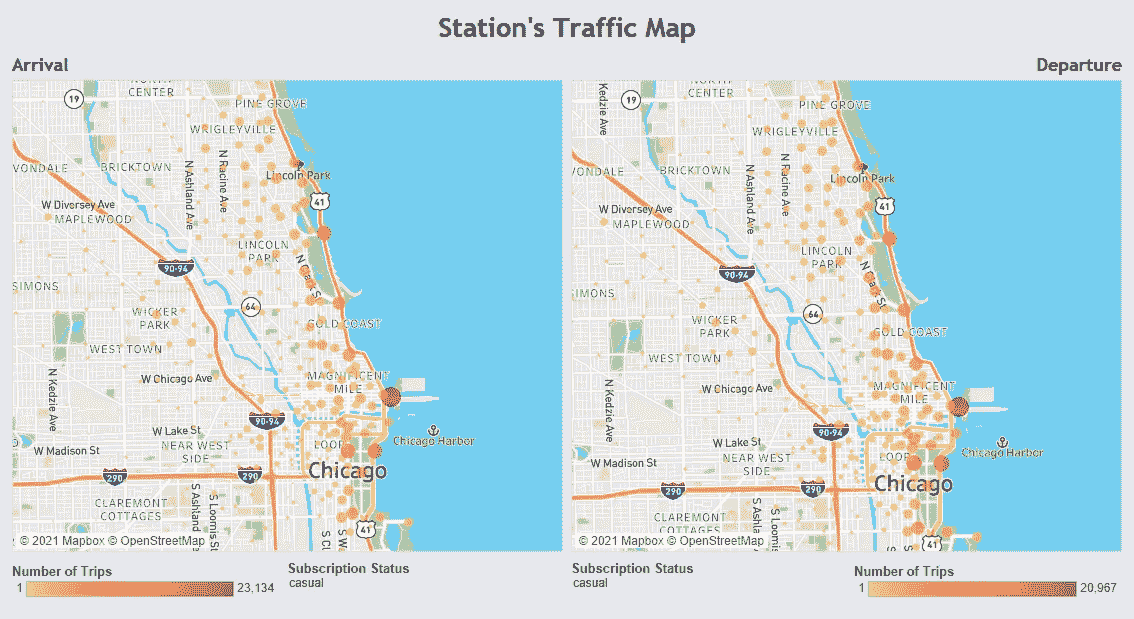 Station's Traffic Map
Arrival
Departure
19
CENTER
PINE GROVE
WRIGLEYVILLE
VONDALE
BRICKTOWN
N Ashland Ave
N Racine Ave
Lincoln Park
41
W Diversey Ave
MAPLEWOOD
LINCOLN
PARK
N Clark St
90-94
SIMONS
64
WICKER
PARK
GOLD COAST
WEST TOWN
N Kedzie Ave
W Chicago Ave
MAGNIFICENT
MILE
90-94
W Lake St
W Madison St
NEAR WEST
SIDE
LOOP
Chicago Harbor
Chicago
290
290
CLAREMONT
COTTAGES
S Ashland
S Loomis St
S W
41
© 2021 Mapbox © OpenStreetMap
Kedzie Ave
19
CENTER
PINE GROVE
WRIGLEYVILLE
VONDALE
BRICKTOWN
N Ashland Ave
N Racine Ave
Lincoln Park
41
W Diversey Ave
MAPLEWOOD
LINCOLN
PARK
N Clark St
90-94
IMONS
64
WICKER
PARK
GOLD COAST
WEST TOWN
N Kedzie Ave
W Chicago Ave
MAGNIFICENT
MILE
90-94
W Lake St
W Madison St
NEAR WEST
SIDE
LOOP
Chicago Harbor
Chicago
290
290
CLAREMONT
COTTAGES
S Ashla
S Loomis
41
© 2021 Mapbox © OpenStreetMap
Number of Trips
1
23,134
Subscription Status
casual
Subscription Status
casual
Number of Trips
1
20,967